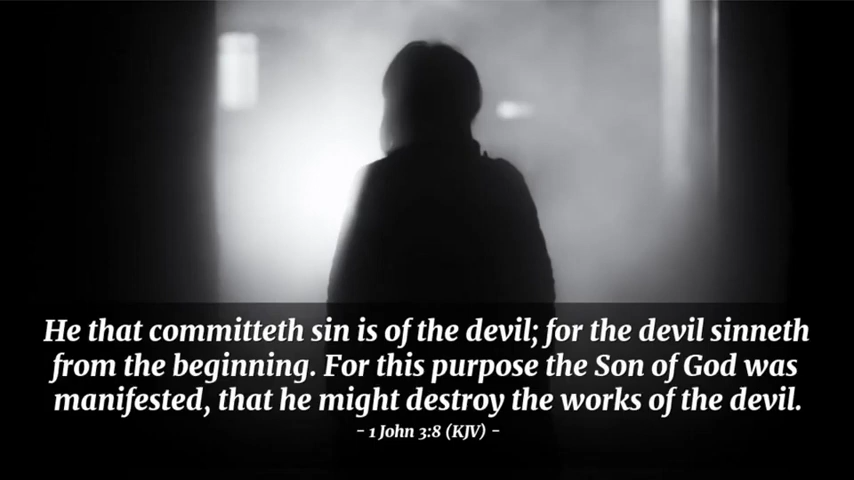 He that committeth sin is of the devil; for the devil sinneth
from the beginning. For this purpose the Son of God was
manifested, that he might destroy the works of the devil.
~ 1 John 3:8 (KJV) ~